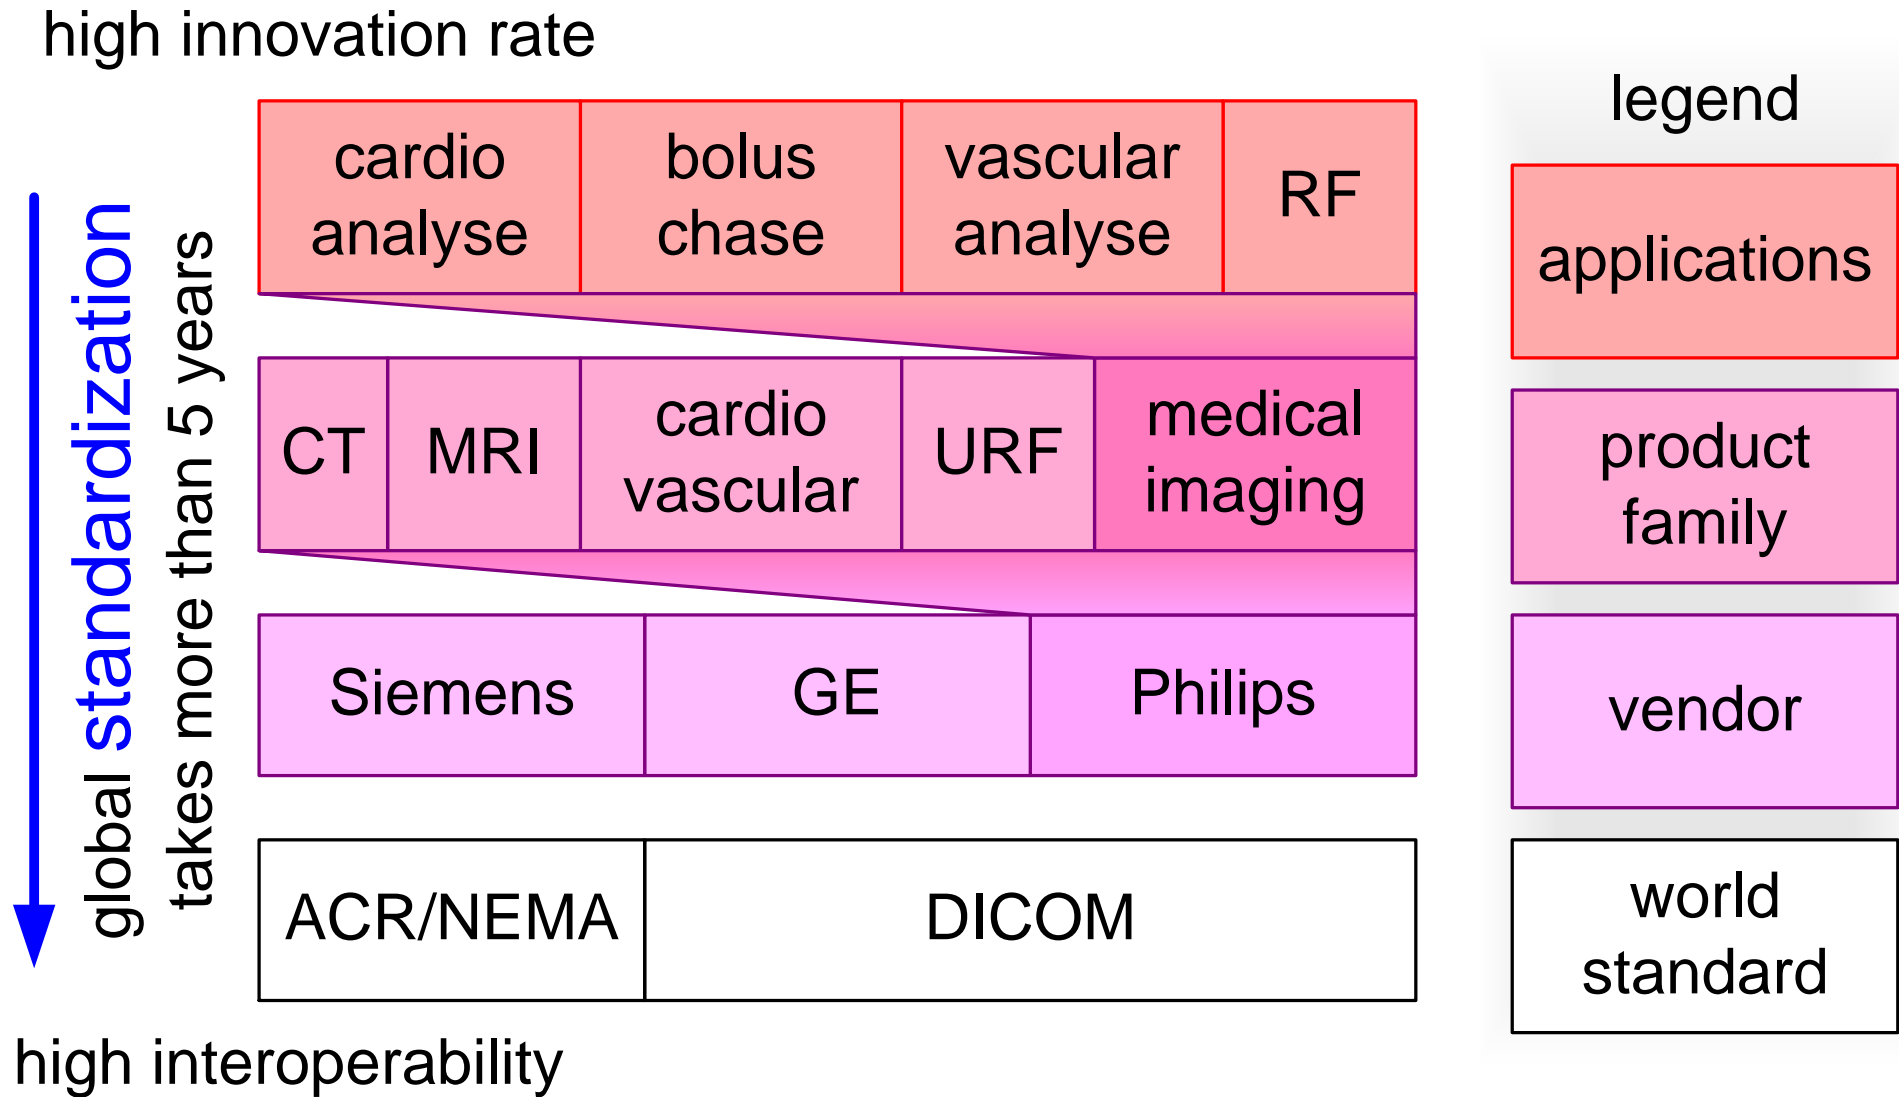 high innovation rate
legend
cardio
analyse
bolus
chase
vascular
analyse
RF
applications
global standardization
takes more than 5 years
CT
MRI
cardio
vascular
URF
medical
imaging
product
family
Siemens
GE
Philips
vendor
ACR/NEMA
DICOM
world
standard
high interoperability